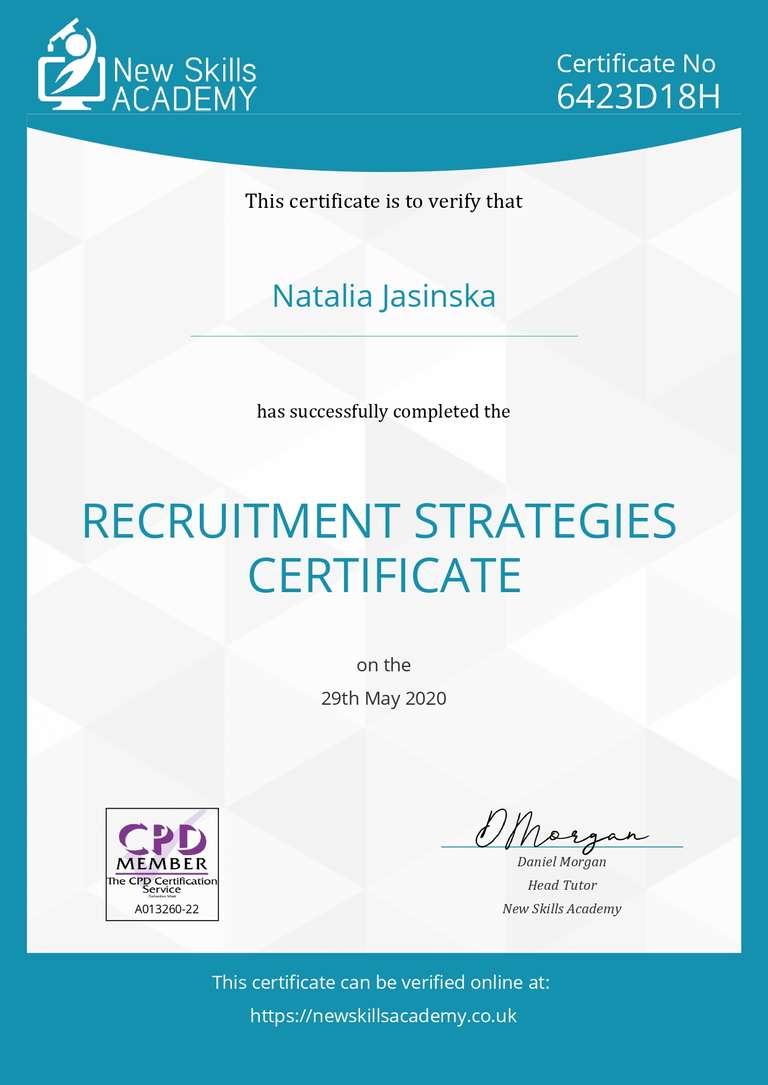 New Skills
ACADEMY
Certificate No
6423D18H
This certificate is to verify that
Natalia Jasinska
has successfully completed the
RECRUITMENT STRATEGIES
CERTIFICATE
on the
29th May 2020
CPD
MEMBER
The CPD Certification
Service
A013260-22
DMorgan
Daniel Morgan
Head Tutor
New Skills Academy
This certificate can be verified online at:
https://newskillsacademy.co.uk